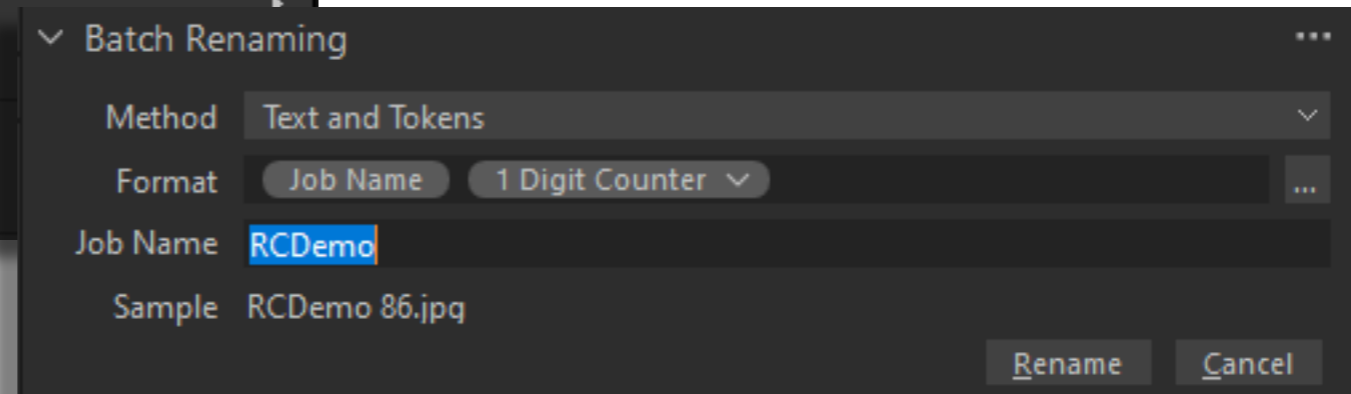 Batch Renaming ...
Method Text and Tokens
Format Job Name 1 Digit Counter ...
Job Name RCDemo
Sample RCDemo 86.jpg
Rename Cancel